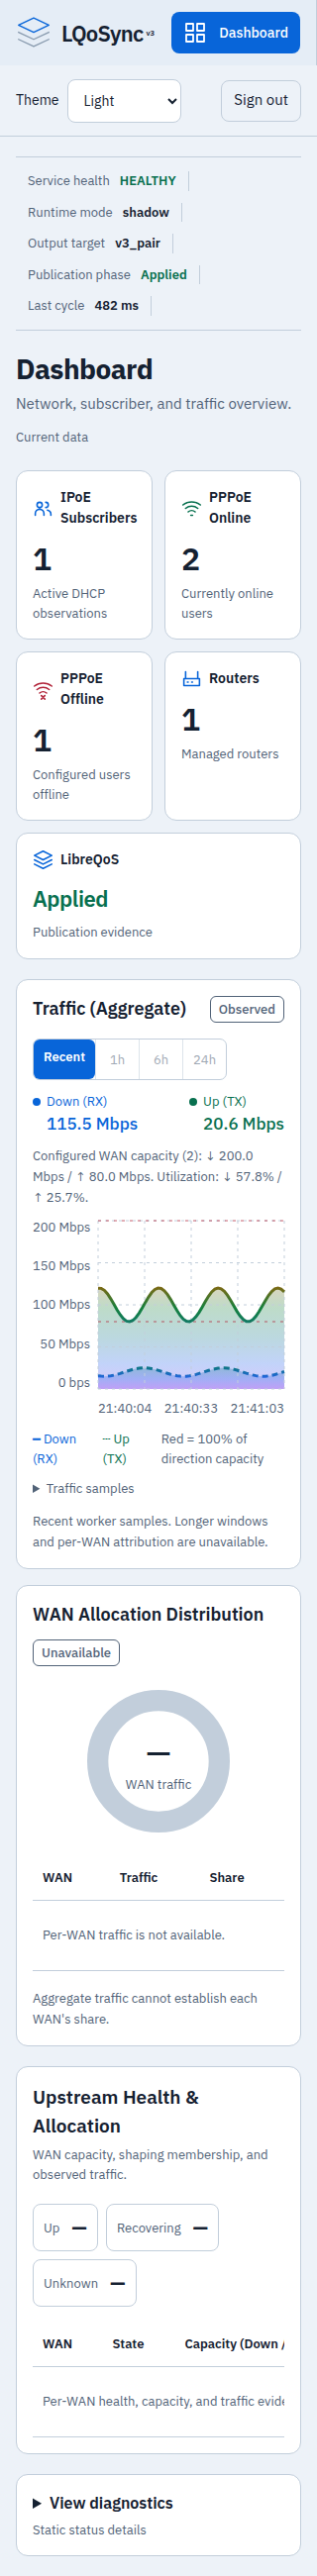 LQoSync v3 Dashboard
Theme Light Sign out
Service health HEALTHY
Runtime mode shadow
Output target v3_pair
Publication phase Applied
Last cycle 482 ms
Dashboard
Network, subscriber, and traffic overview.
Current data
IPoE
Subscribers
1
Active DHCP
observations
PPPoE
Online
2
Currently online
users
PPPoE
Offline
1
Configured users
offline
Routers
1
Managed routers
LibreQoS
Applied
Publication evidence
Traffic (Aggregate) Observed
Recent 1h 6h 24h
Down (RX) Up (TX)
115.5 Mbps 20.6 Mbps
Configured WAN capacity (2): ↓ 200.0
Mbps / ↑ 80.0 Mbps. Utilization: ↓ 57.8% /
↑ 25.7%.
200 Mbps
150 Mbps
100 Mbps
50 Mbps
0 bps
21:40:04 21:40:33 21:41:03
Down
(RX)
Up
(TX)
Red = 100% of
direction capacity
Traffic samples
Recent worker samples. Longer windows
and per-WAN attribution are unavailable.
WAN Allocation Distribution
Unavailable
—
WAN traffic
WAN Traffic Share
Per-WAN traffic is not available.
Aggregate traffic cannot establish each
WAN's share.
Upstream Health &
Allocation
WAN capacity, shaping membership, and
observed traffic.
Up —
Recovering —
Unknown —
WAN State Capacity (Down /
Per-WAN health, capacity, and traffic
View diagnostics
Static status details